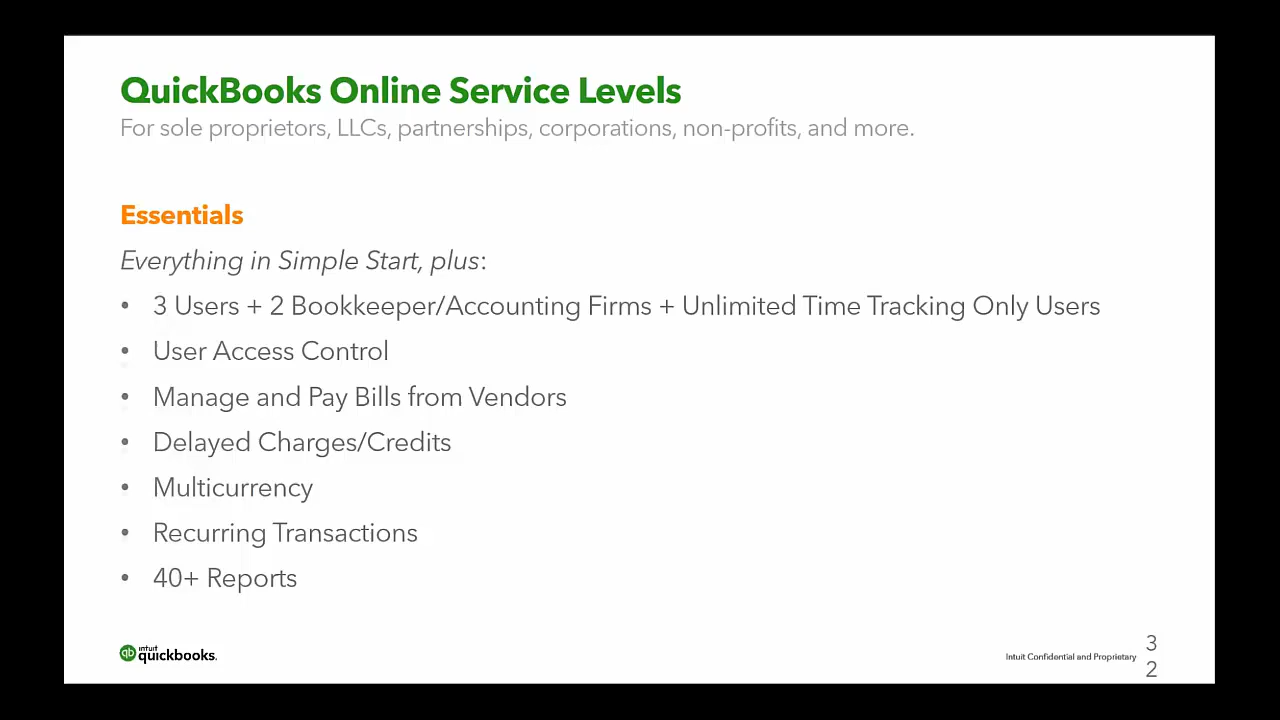 QuickBooks Online Service Levels
For sole proprietors, LLCs, partnerships, corporations, non-profits, and more.
Essentials
Everything in Simple Start, plus:
• 3 Users + 2 Bookkeeper/Accounting Firms + Unlimited Time Tracking Only Users
• User Access Control
• Manage and Pay Bills from Vendors
• Delayed Charges/Credits
• Multicurrency
• Recurring Transactions
• 40+ Reports
qb intuit
quickbooks.
Intuit Confidential and Proprietary
3
2